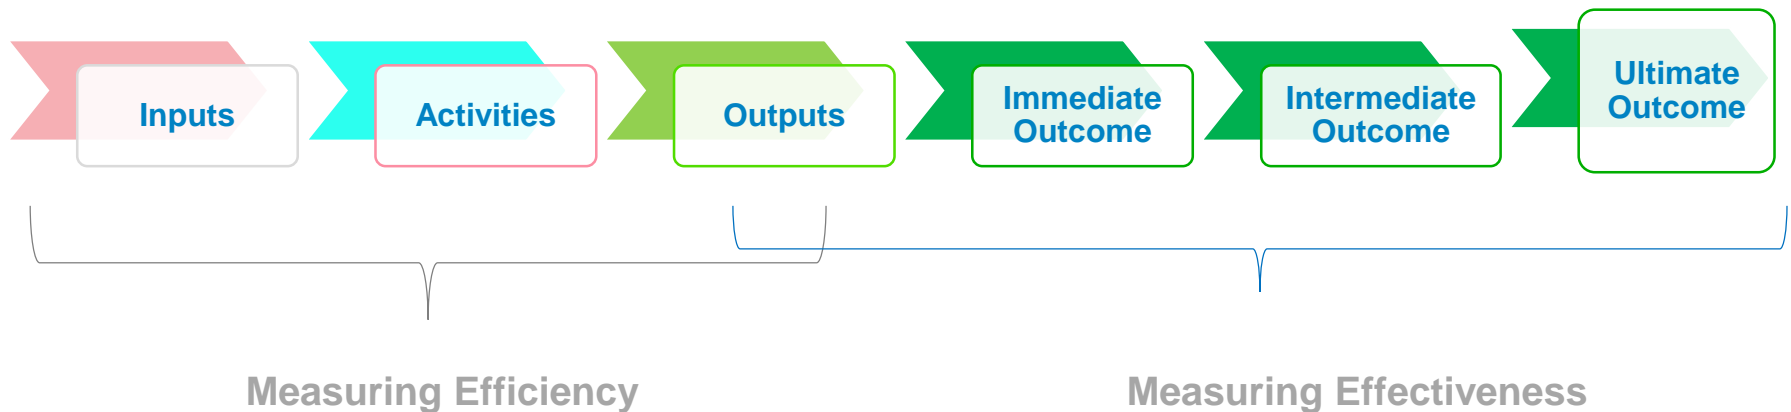 Inputs
Activities
Outputs
Immediate
Outcome
Intermediate
Outcome
Ultimate
Outcome
Measuring Efficiency
Measuring Effectiveness